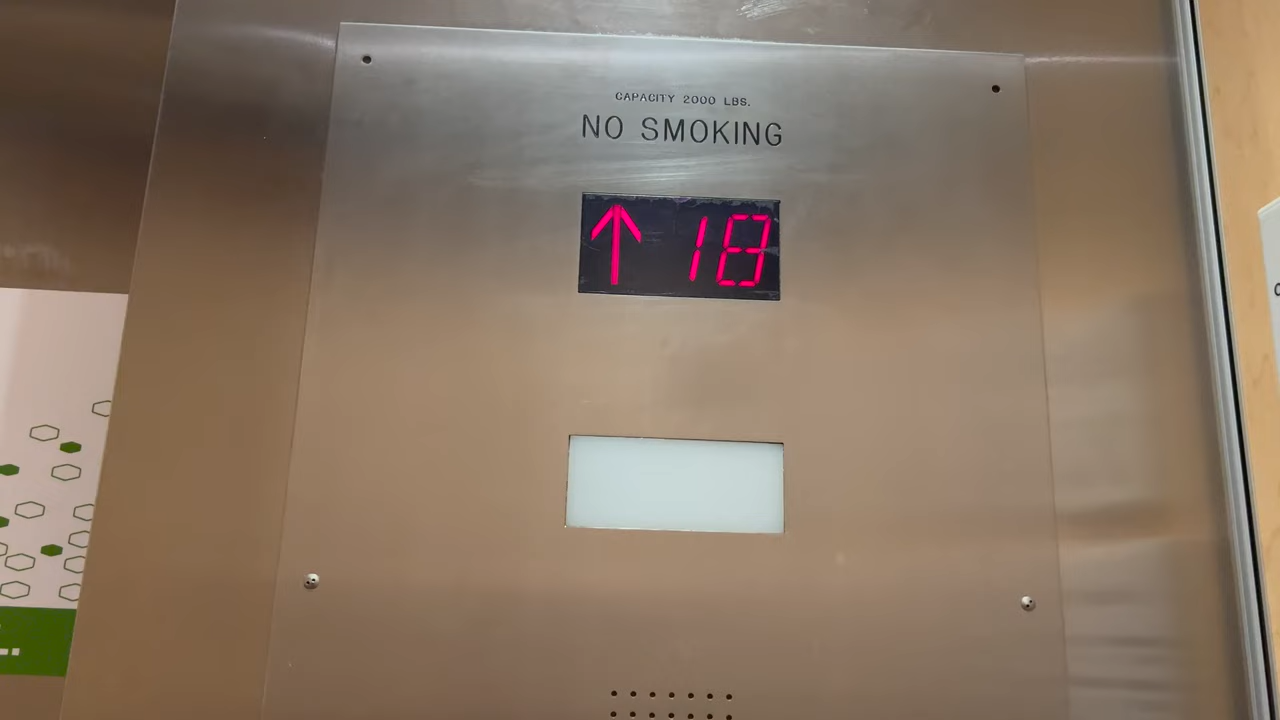 CAPACITY 2000 LBS.
NO SMOKING
↑ 18